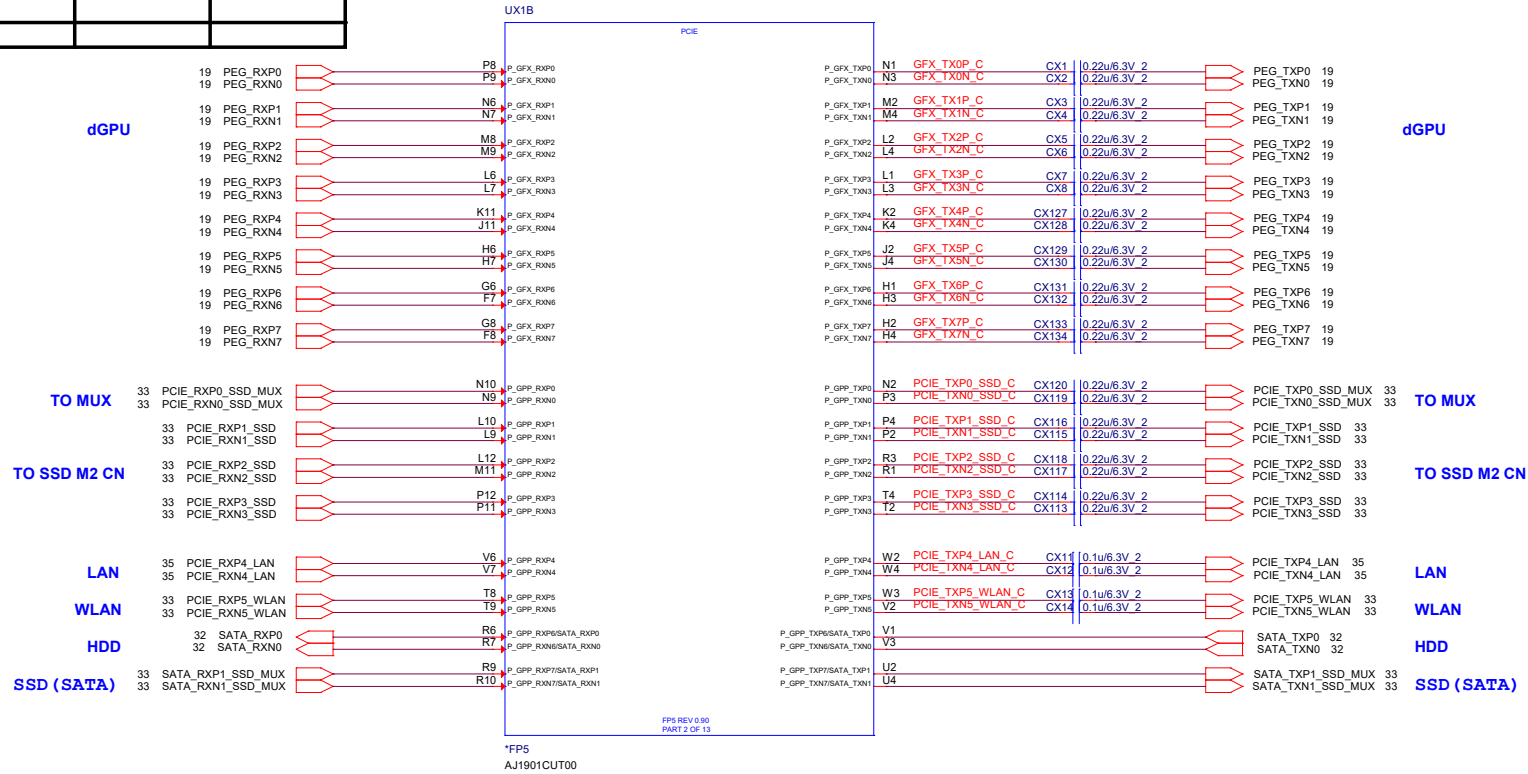 UX1B
PCIE
19 PEG_RXP0 P8 P_GFX_RXP0 P_GFX_TXP0 N1 GFX_TX0P_C CX1 0.22u/6.3V_2 PEG_TXP0 19
19 PEG_RXN0 P9 P_GFX_RXN0 P_GFX_TXN0 N3 GFX_TX0N_C CX2 0.22u/6.3V_2 PEG_TXN0 19
19 PEG_RXP1 N6 P_GFX_RXP1 P_GFX_TXP1 M2 GFX_TX1P_C CX3 0.22u/6.3V_2 PEG_TXP1 19
19 PEG_RXN1 N7 P_GFX_RXN1 P_GFX_TXN1 M4 GFX_TX1N_C CX4 0.22u/6.3V_2 PEG_TXN1 19
dGPU dGPU
19 PEG_RXP2 M8 P_GFX_RXP2 P_GFX_TXP2 L2 GFX_TX2P_C CX5 0.22u/6.3V_2 PEG_TXP2 19
19 PEG_RXN2 M9 P_GFX_RXN2 P_GFX_TXN2 L4 GFX_TX2N_C CX6 0.22u/6.3V_2 PEG_TXN2 19
19 PEG_RXP3 L6 P_GFX_RXP3 P_GFX_TXP3 L1 GFX_TX3P_C CX7 0.22u/6.3V_2 PEG_TXP3 19
19 PEG_RXN3 L7 P_GFX_RXN3 P_GFX_TXN3 L3 GFX_TX3N_C CX8 0.22u/6.3V_2 PEG_TXN3 19
19 PEG_RXP4 K11 P_GFX_RXP4 P_GFX_TXP4 K2 GFX_TX4P_C CX127 0.22u/6.3V_2 PEG_TXP4 19
19 PEG_RXN4 J11 P_GFX_RXN4 P_GFX_TXN4 K4 GFX_TX4N_C CX128 0.22u/6.3V_2 PEG_TXN4 19
19 PEG_RXP5 H6 P_GFX_RXP5 P_GFX_TXP5 J2 GFX_TX5P_C CX129 0.22u/6.3V_2 PEG_TXP5 19
19 PEG_RXN5 H7 P_GFX_RXN5 P_GFX_TXN5 J4 GFX_TX5N_C CX130 0.22u/6.3V_2 PEG_TXN5 19
19 PEG_RXP6 G6 P_GFX_RXP6 P_GFX_TXP6 H1 GFX_TX6P_C CX131 0.22u/6.3V_2 PEG_TXP6 19
19 PEG_RXN6 F7 P_GFX_RXN6 P_GFX_TXN6 H3 GFX_TX6N_C CX132 0.22u/6.3V_2 PEG_TXN6 19
19 PEG_RXP7 G8 P_GFX_RXP7 P_GFX_TXP7 H2 GFX_TX7P_C CX133 0.22u/6.3V_2 PEG_TXP7 19
19 PEG_RXN7 F8 P_GFX_RXN7 P_GFX_TXN7 H4 GFX_TX7N_C CX134 0.22u/6.3V_2 PEG_TXN7 19
33 PCIE_RXP0_SSD_MUX N10 P_GPP_RXP0 P_GPP_TXP0 N2 PCIE_TXP0_SSD_C CX120 0.22u/6.3V_2 PCIE_TXP0_SSD_MUX 33
TO MUX 33 PCIE_RXN0_SSD_MUX N9 P_GPP_RXN0 P_GPP_TXN0 P3 PCIE_TXN0_SSD_C CX119 0.22u/6.3V_2 PCIE_TXN0_SSD_MUX 33 TO MUX
33 PCIE_RXP1_SSD L10 P_GPP_RXP1 P_GPP_TXP1 P4 PCIE_TXP1_SSD_C CX116 0.22u/6.3V_2 PCIE_TXP1_SSD 33
33 PCIE_RXN1_SSD L9 P_GPP_RXN1 P_GPP_TXN1 P2 PCIE_TXN1_SSD_C CX115 0.22u/6.3V_2 PCIE_TXN1_SSD 33
33 PCIE_RXP2_SSD L12 P_GPP_RXP2 P_GPP_TXP2 R3 PCIE_TXP2_SSD_C CX118 0.22u/6.3V_2 PCIE_TXP2_SSD 33
TO SSD M2 CN 33 PCIE_RXN2_SSD M11 P_GPP_RXN2 P_GPP_TXN2 R1 PCIE_TXN2_SSD_C CX117 0.22u/6.3V_2 PCIE_TXN2_SSD 33 TO SSD M2 CN
33 PCIE_RXP3_SSD P12 P_GPP_RXP3 P_GPP_TXP3 T4 PCIE_TXP3_SSD_C CX114 0.22u/6.3V_2 PCIE_TXP3_SSD 33
33 PCIE_RXN3_SSD P11 P_GPP_RXN3 P_GPP_TXN3 T2 PCIE_TXN3_SSD_C CX113 0.22u/6.3V_2 PCIE_TXN3_SSD 33
35 PCIE_RXP4_LAN V6 P_GPP_RXP4 P_GPP_TXP4 W2 PCIE_TXP4_LAN_C CX11 0.1u/6.3V_2 PCIE_TXP4_LAN 35
LAN 35 PCIE_RXN4_LAN V7 P_GPP_RXN4 P_GPP_TXN4 W4 PCIE_TXN4_LAN_C CX12 0.1u/6.3V_2 PCIE_TXN4_LAN 35 LAN
33 PCIE_RXP5_WLAN T8 P_GPP_RXP5 P_GPP_TXP5 W3 PCIE_TXP5_WLAN_C CX13 0.1u/6.3V_2 PCIE_TXP5_WLAN 33
WLAN 33 PCIE_RXN5_WLAN T9 P_GPP_RXN5 P_GPP_TXN5 V2 PCIE_TXN5_WLAN_C CX14 0.1u/6.3V_2 PCIE_TXN5_WLAN 33 WLAN
32 SATA_RXP0 R6 P_GPP_RXP6/SATA_RXP0 P_GPP_TXP6/SATA_TXP0 V1 SATA_TXP0 32
HDD 32 SATA_RXN0 R7 P_GPP_RXN6/SATA_RXN0 P_GPP_TXN6/SATA_TXN0 V3 SATA_TXN0 32 HDD
33 SATA_RXP1_SSD_MUX R9 P_GPP_RXP7/SATA_RXP1 P_GPP_TXP7/SATA_TXP1 U2 SATA_TXP1_SSD_MUX 33
SSD(SATA) 33 SATA_RXN1_SSD_MUX R10 P_GPP_RXN7/SATA_RXN1 P_GPP_TXN7/SATA_TXN1 U4 SATA_TXN1_SSD_MUX 33 SSD(SATA)
FP5 REV 0.90
PART 2 OF 13
*FP5
AJ1901CUT00